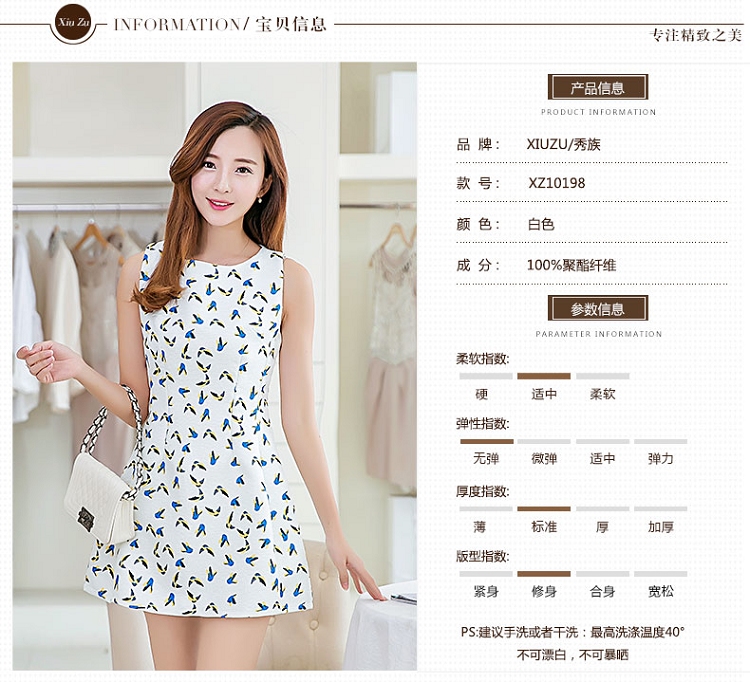 Xiu Zu
INFORMATION/ 宝贝信息
专注精致之美
产品信息
PRODUCT INFORMATION
品 牌： XIUZU/秀族
款 号： XZ10198
颜 色： 白色
成 分： 100%聚酯纤维
参数信息
PARAMETER INFORMATION
柔软指数:
硬 适中 柔软
弹性指数:
无弹 微弹 适中 弹力
厚度指数:
薄 标准 厚 加厚
版型指数:
紧身 修身 合身 宽松
PS:建议手洗或者干洗：最高洗涤温度40°
不可漂白，不可暴晒